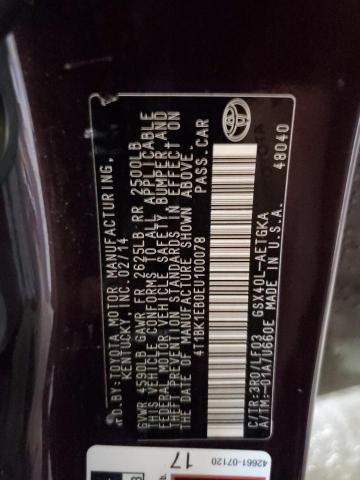 MFD.BY:TOYOTA MOTOR MANUFACTURING,
KENTUCKY, INC. 02/14
GVWR 4900LB GAWR FR 2625LB RR 2500LB
THIS VEHICLE CONFORMS TO ALL APPLICABLE
FEDERAL MOTOR VEHICLE SAFETY, BUMPER, AND
THEFT PREVENTION STANDARDS IN EFFECT ON
THE DATE OF MANUFACTURE SHOWN ABOVE.
4T1BK1EB0EU100078 PASS.CAR
48040
C/TR:3R0/LF03 GSX40L-AETGKA
A/TM:-01A/U660E MADE IN U.S.A.
42661-07120
17